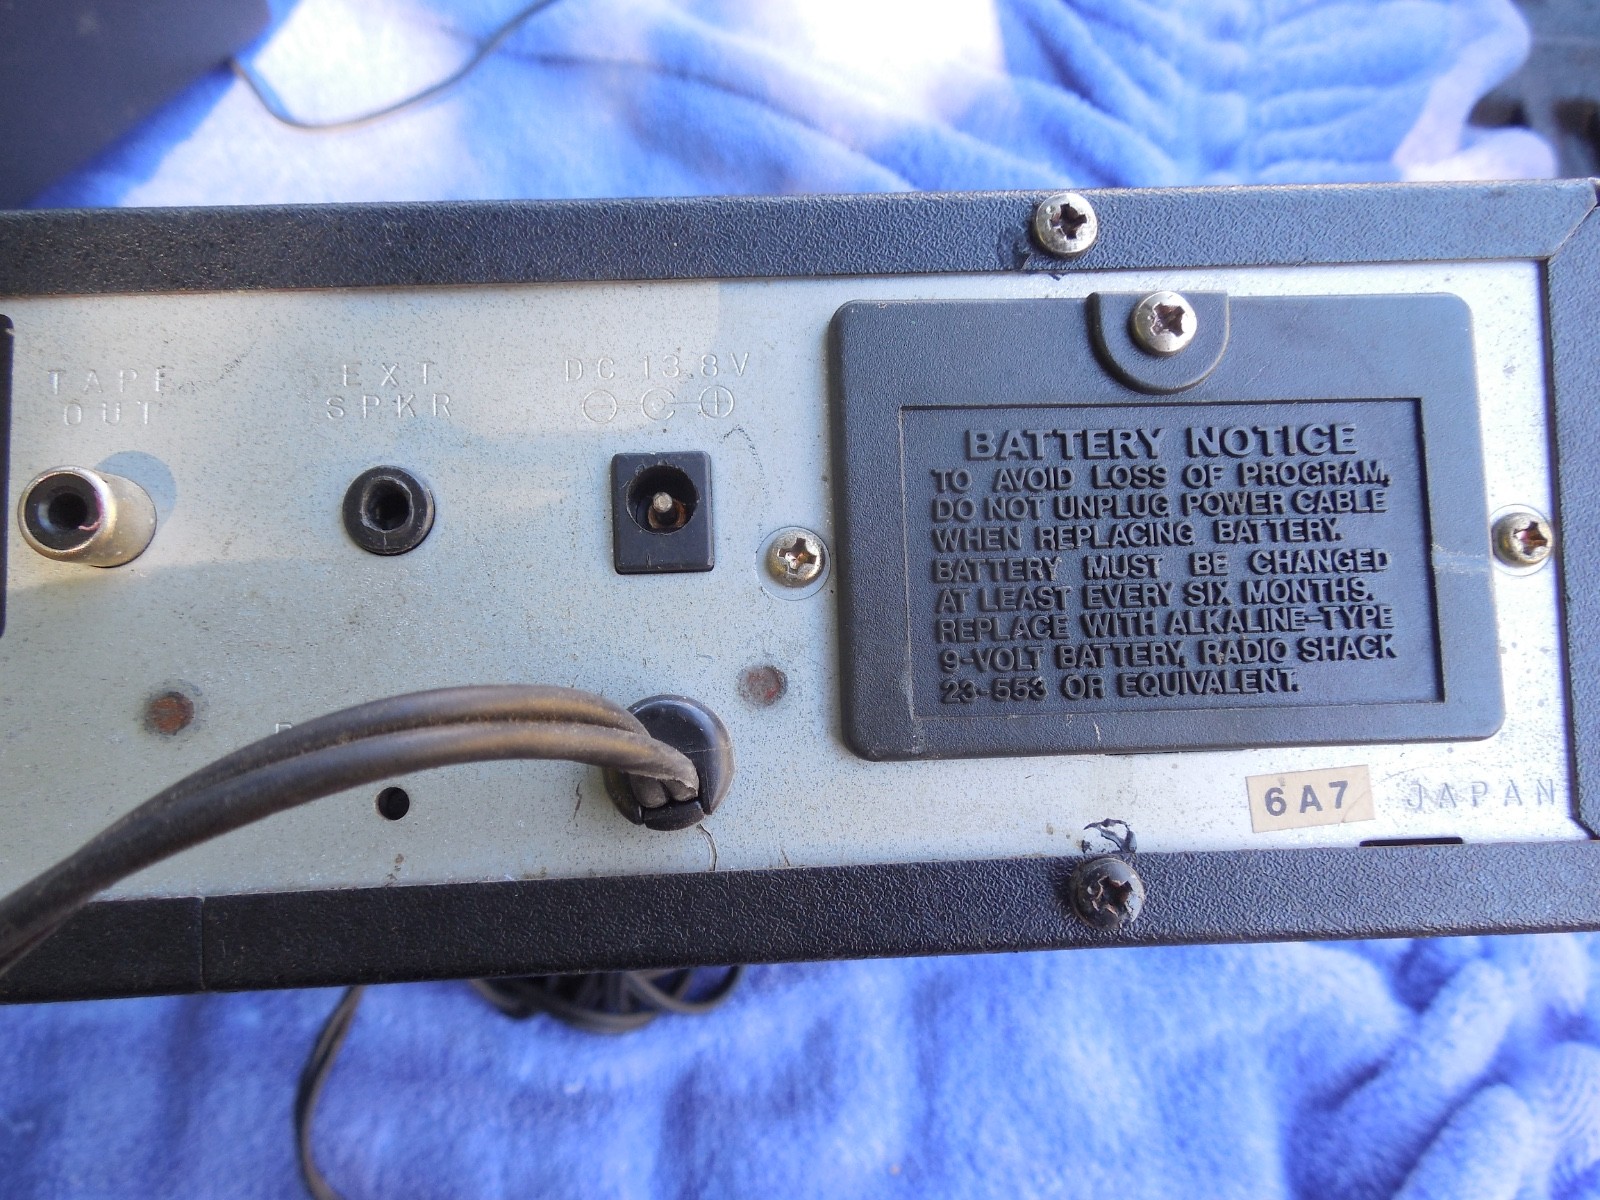 TAPE
OUT
EXT
SPKR
DC 13.8V
BATTERY NOTICE
TO AVOID LOSS OF PROGRAM,
DO NOT UNPLUG POWER CABLE
WHEN REPLACING BATTERY.
BATTERY MUST BE CHANGED
AT LEAST EVERY SIX MONTHS.
REPLACE WITH ALKALINE-TYPE
9-VOLT BATTERY, RADIO SHACK
23-553 OR EQUIVALENT.
6A7
JAPAN